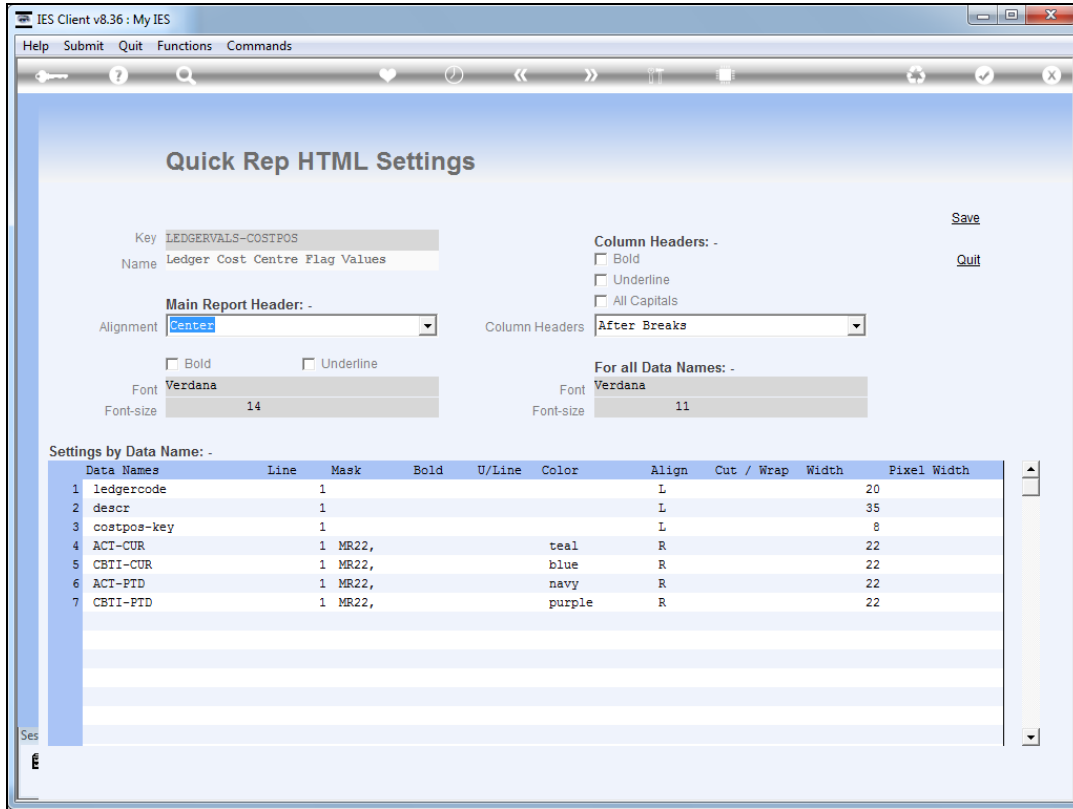 IES Client v8.36 : My IES
Help Submit Quit Functions Commands
Quick Rep HTML Settings
Save
Key LEDGERVALS-COSTPOS
Column Headers: -
Name Ledger Cost Centre Flag Values
Bold
Quit
Underline
Main Report Header: -
All Capitals
Alignment Center
Column Headers After Breaks
Bold Underline
For all Data Names: -
Font Verdana
Font Verdana
Font-size 14
Font-size 11
Settings by Data Name: -
Data Names Line Mask Bold U/Line Color Align Cut / Wrap Width Pixel Width
1 ledgercode 1 L 20
2 descr 1 L 35
3 costpos-key 1 L 8
4 ACT-CUR 1 MR22, teal R 22
5 CBTI-CUR 1 MR22, blue R 22
6 ACT-PTD 1 MR22, navy R 22
7 CBTI-PTD 1 MR22, purple R 22
Ses